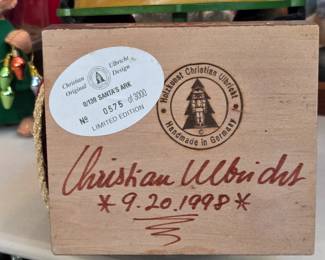 Christian Ulbricht
Original Design
0/139 SANTA'S ARK
Nº 0575 of 3000
LIMITED EDITION
Holzkunst Christian Ulbricht
Handmade in Germany
Christian Ulbricht
* 9.20.1998 *